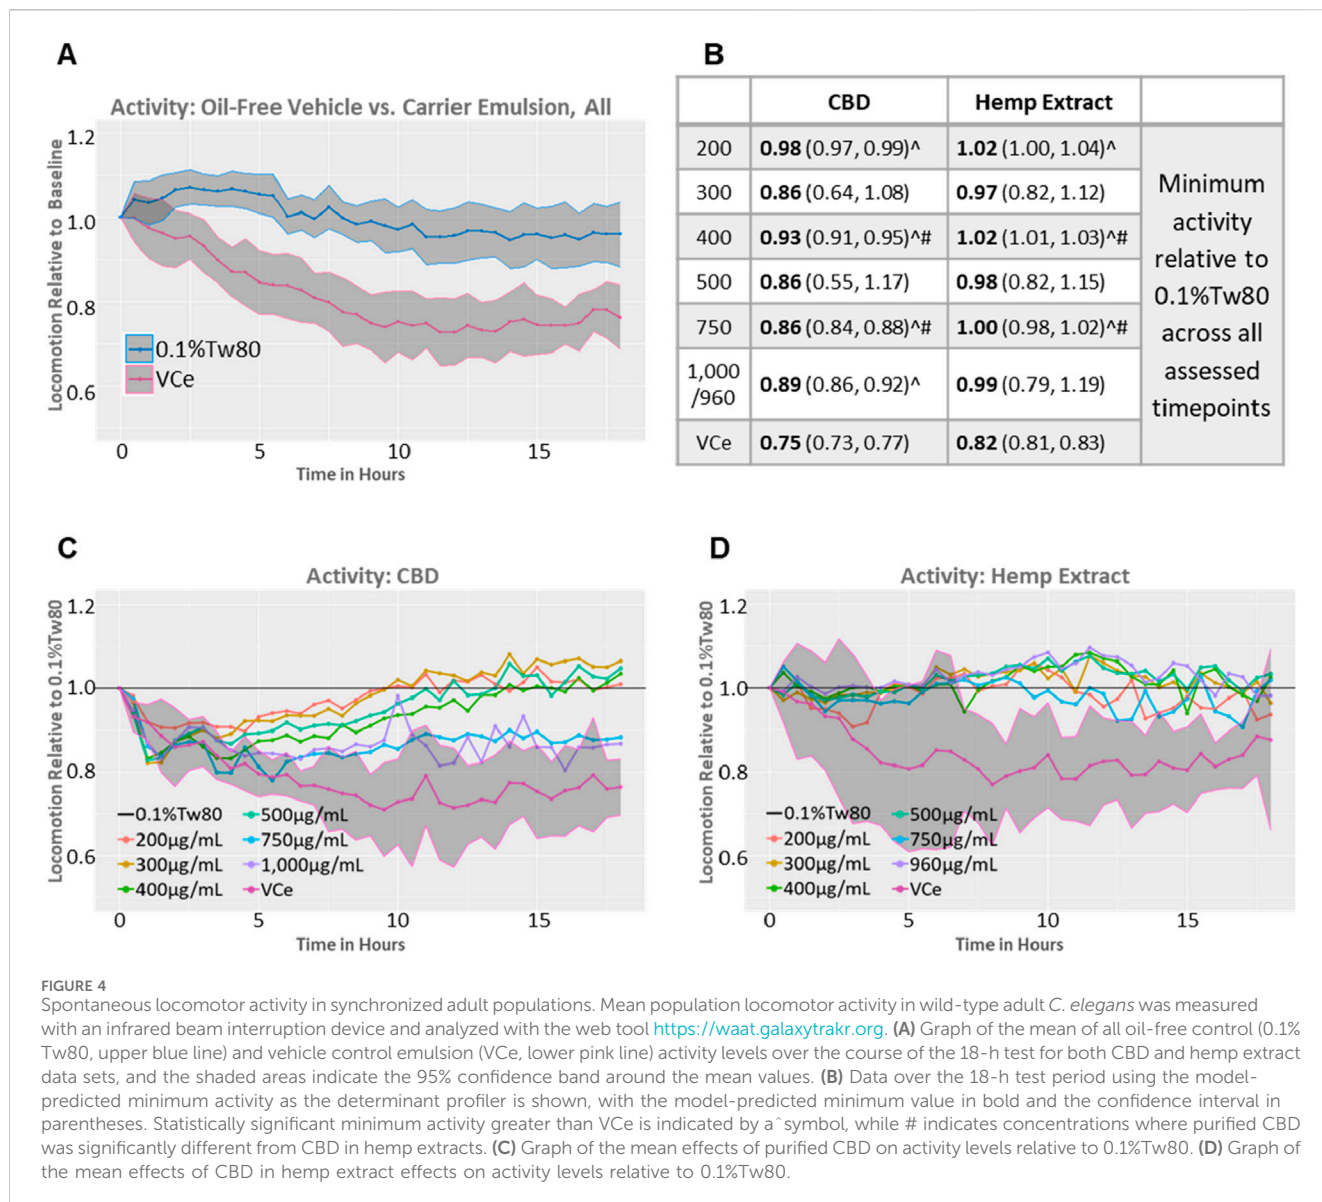 A
Activity: Oil-Free Vehicle vs. Carrier Emulsion, All
Locomotion Relative to Baseline
1.2
1.0
0.8
0.6
0.1%Tw80
VCe
0 5 10 15
Time in Hours
B
CBD Hemp Extract
200 0.98 (0.97, 0.99)^ 1.02 (1.00, 1.04)^
300 0.86 (0.64, 1.08) 0.97 (0.82, 1.12)
400 0.93 (0.91, 0.95)^# 1.02 (1.01, 1.03)^#
500 0.86 (0.55, 1.17) 0.98 (0.82, 1.15)
750 0.86 (0.84, 0.88)^# 1.00 (0.98, 1.02)^#
1,000
/960 0.89 (0.86, 0.92)^ 0.99 (0.79, 1.19)
VCe 0.75 (0.73, 0.77) 0.82 (0.81, 0.83)
Minimum
activity
relative to
0.1%Tw80
across all
assessed
timepoints
C
Activity: CBD
Locomotion Relative to 0.1%Tw80
1.2
1.0
0.8
0.6
0.1%Tw80
200µg/mL
300µg/mL
400µg/mL
500µg/mL
750µg/mL
1,000µg/mL
VCe
0 5 10 15
Time in Hours
D
Activity: Hemp Extract
Locomotion Relative to 0.1%Tw80
1.2
1.0
0.8
0.6
0.1%Tw80
200µg/mL
300µg/mL
400µg/mL
500µg/mL
750µg/mL
960µg/mL
VCe
0 5 10 15
Time in Hours
FIGURE 4
Spontaneous locomotor activity in synchronized adult populations. Mean population locomotor activity in wild-type adult C. elegans was measured
with an infrared beam interruption device and analyzed with the web tool https://waat.galaxytrakr.org. (A) Graph of the mean of all oil-free control (0.1%
Tw80, upper blue line) and vehicle control emulsion (VCe, lower pink line) activity levels over the course of the 18-h test for both CBD and hemp extract
data sets, and the shaded areas indicate the 95% confidence band around the mean values. (B) Data over the 18-h test period using the model-
predicted minimum activity as the determinant profiler is shown, with the model-predicted minimum value in bold and the confidence interval in
parentheses. Statistically significant minimum activity greater than VCe is indicated by a ˆ symbol, while # indicates concentrations where purified CBD
was significantly different from CBD in hemp extracts. (C) Graph of the mean effects of purified CBD on activity levels relative to 0.1%Tw80. (D) Graph of
the mean effects of CBD in hemp extract effects on activity levels relative to 0.1%Tw80.